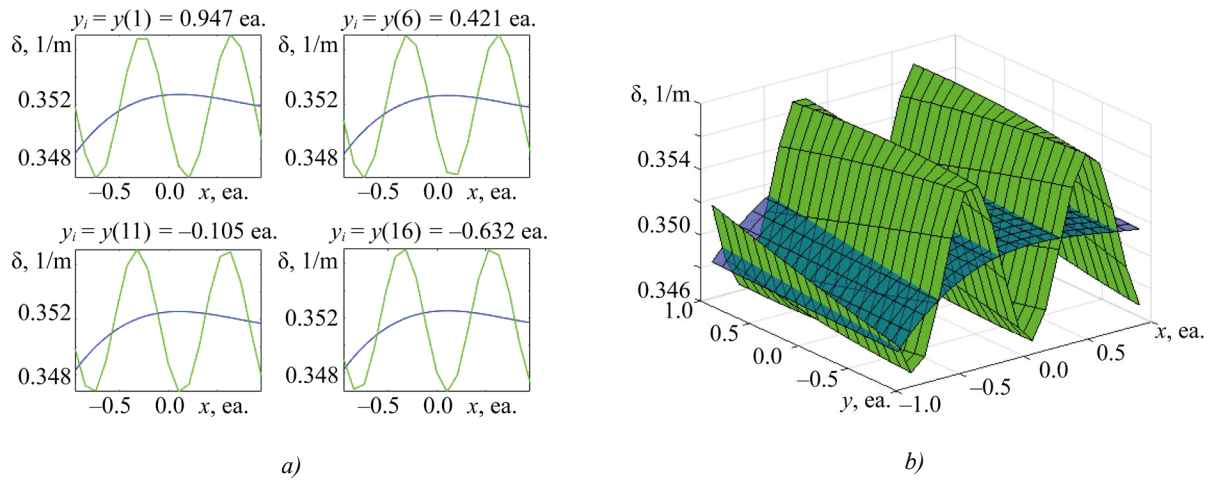 yᵢ = y(1) = 0.947 ea.
δ, 1/m
0.352
0.348
–0.5 0.0 x, ea.
yᵢ = y(6) = 0.421 ea.
δ, 1/m
0.352
0.348
–0.5 0.0 x, ea.
yᵢ = y(11) = –0.105 ea.
δ, 1/m
0.352
0.348
–0.5 0.0 x, ea.
yᵢ = y(16) = –0.632 ea.
δ, 1/m
0.352
0.348
–0.5 0.0 x, ea.
a)
δ, 1/m
0.354
0.350
0.346
1.0
0.5
0.0
–0.5
y, ea.
–1.0
–0.5
0.0
0.5
x, ea.
b)